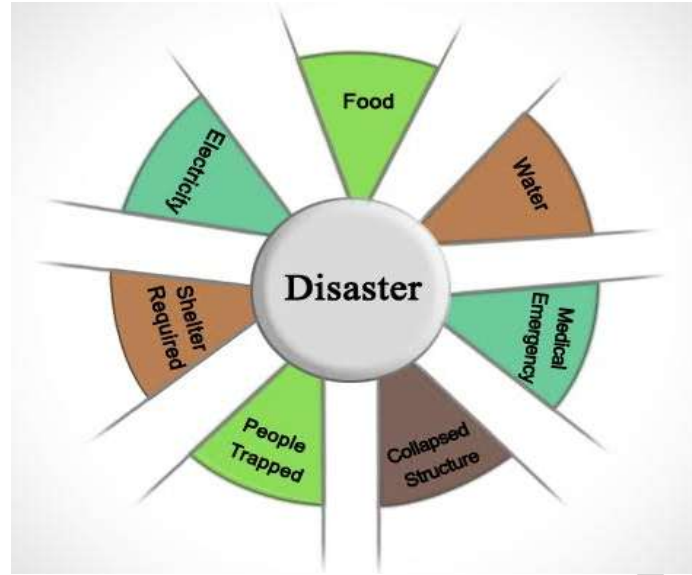 Food
Water
Medical
Emergency
Collapsed
Structure
People
Trapped
Shelter
Required
Electricity
Disaster